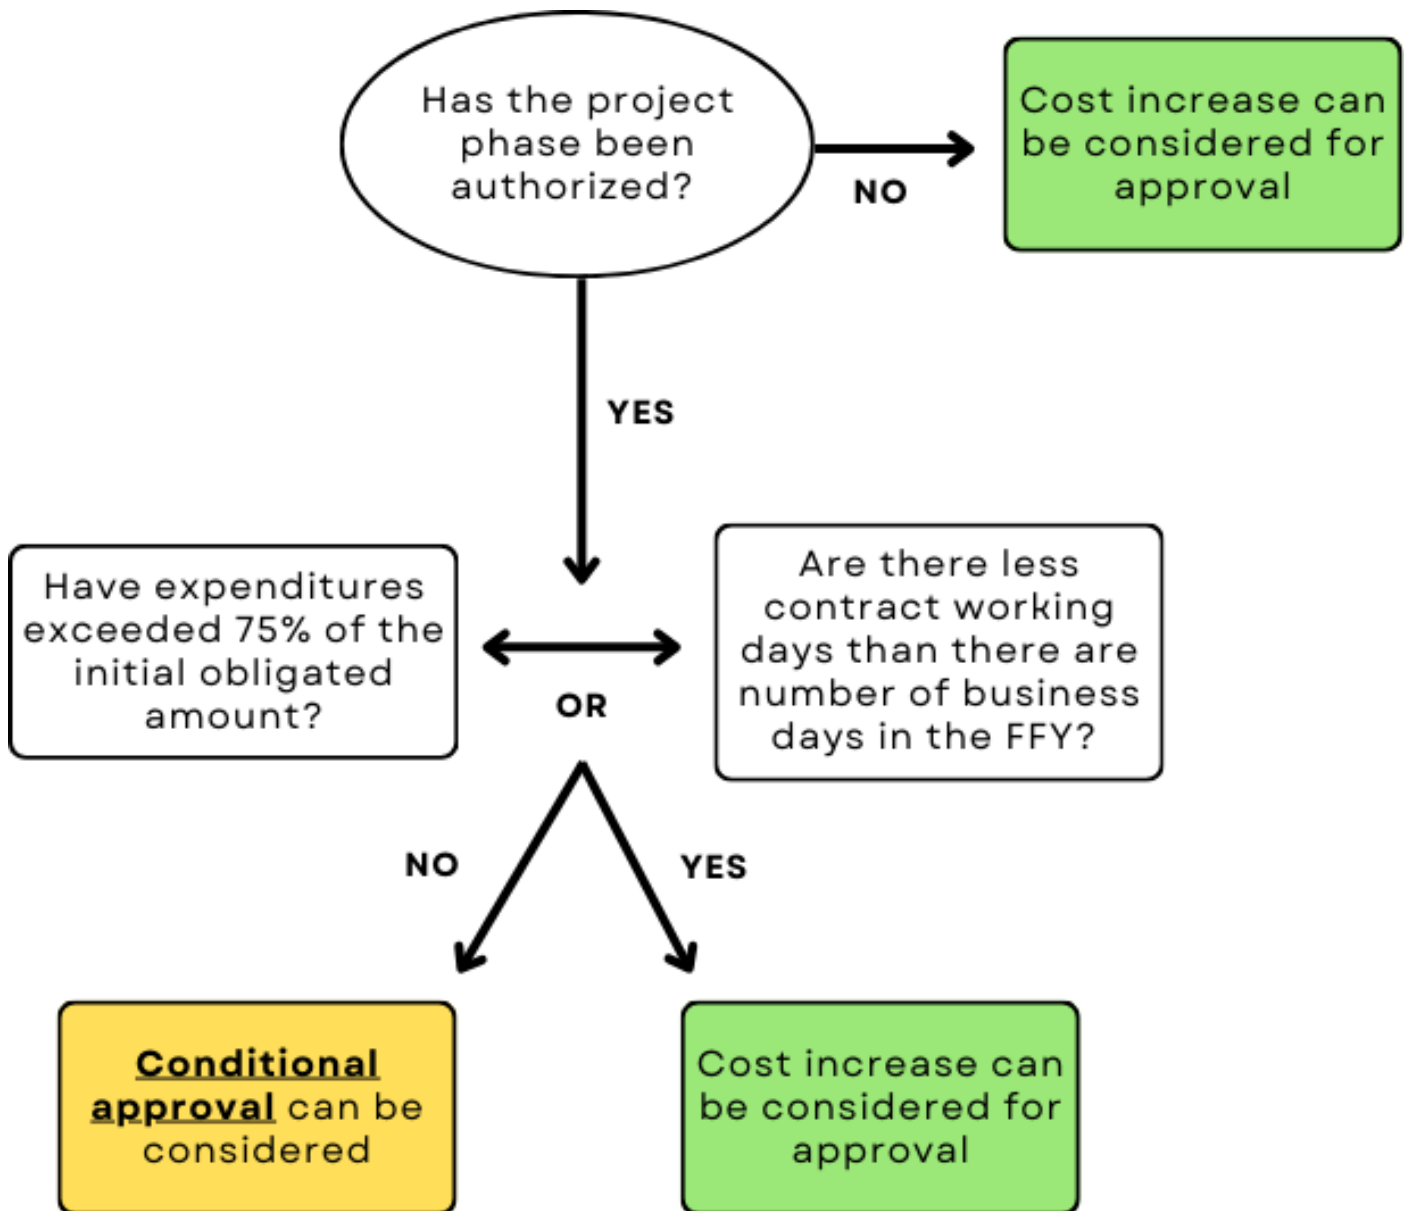 Has the project
phase been
authorized?
NO
Cost increase can
be considered for
approval
YES
Have expenditures
exceeded 75% of the
initial obligated
amount?
OR
Are there less
contract working
days than there are
number of business
days in the FFY?
NO
YES
Conditional
approval can be
considered
Cost increase can
be considered for
approval